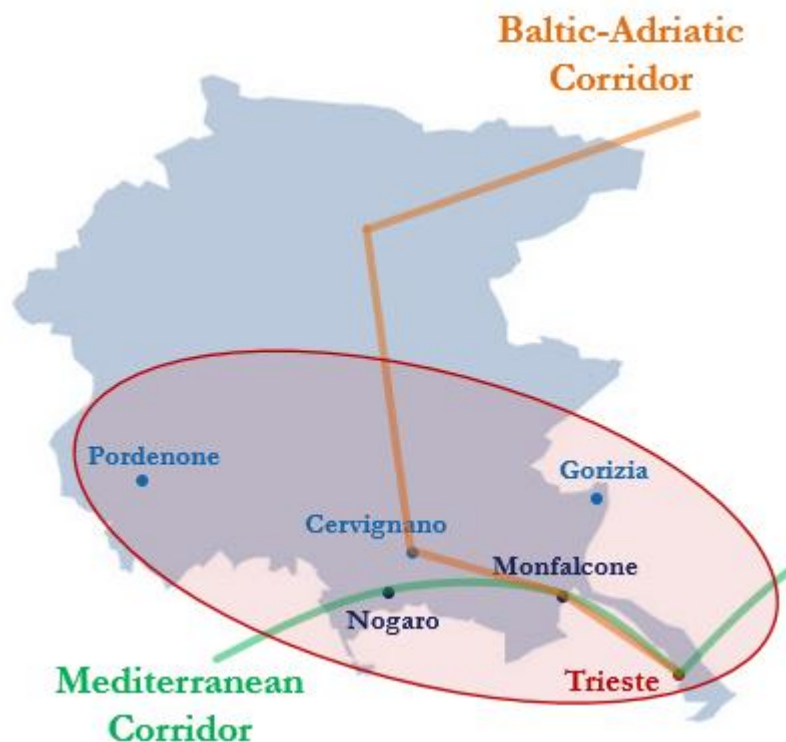 Baltic-Adriatic
Corridor
Pordenone
Gorizia
Cervignano
Monfalcone
Nogaro
Trieste
Mediterranean
Corridor